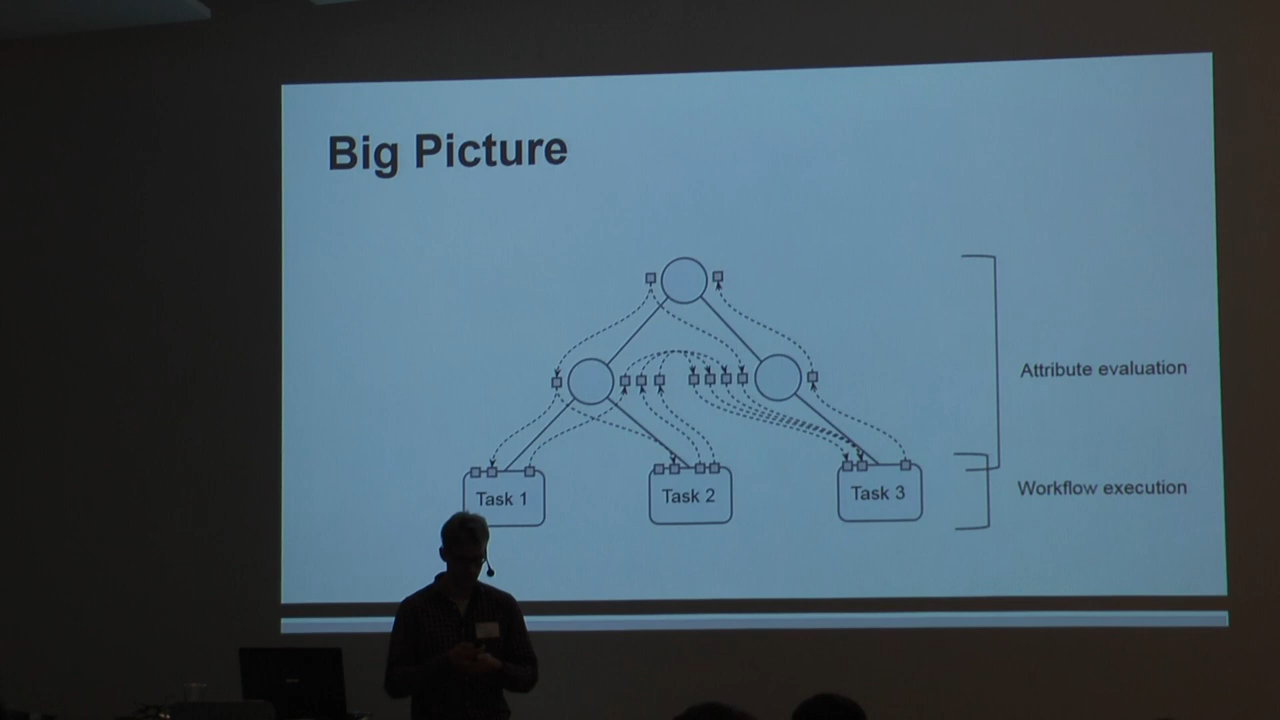 Big Picture
Attribute evaluation
Workflow execution
Task 1
Task 2
Task 3